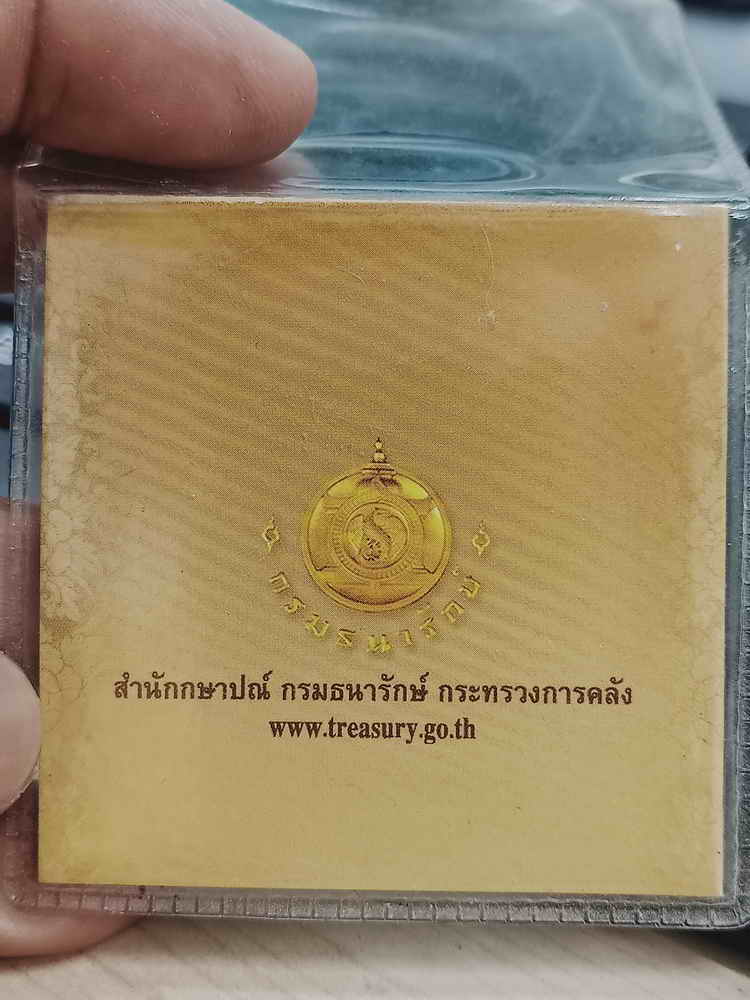 กรมธนารักษ์
สำนักกษาปณ์ กรมธนารักษ์ กระทรวงการคลัง
www.treasury.go.th